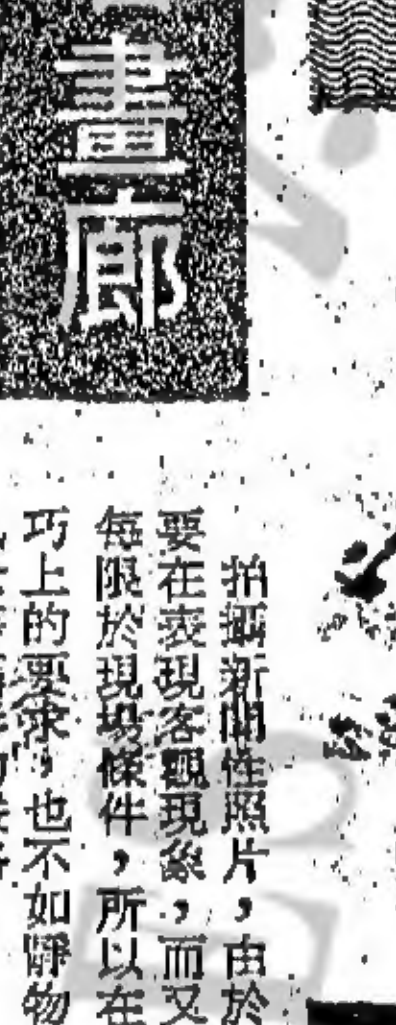 畫廊
拍攝新聞性照片，由於
要在表現客觀現象，而又
每限於現場條件，所以在
巧上的要求，也不如靜物